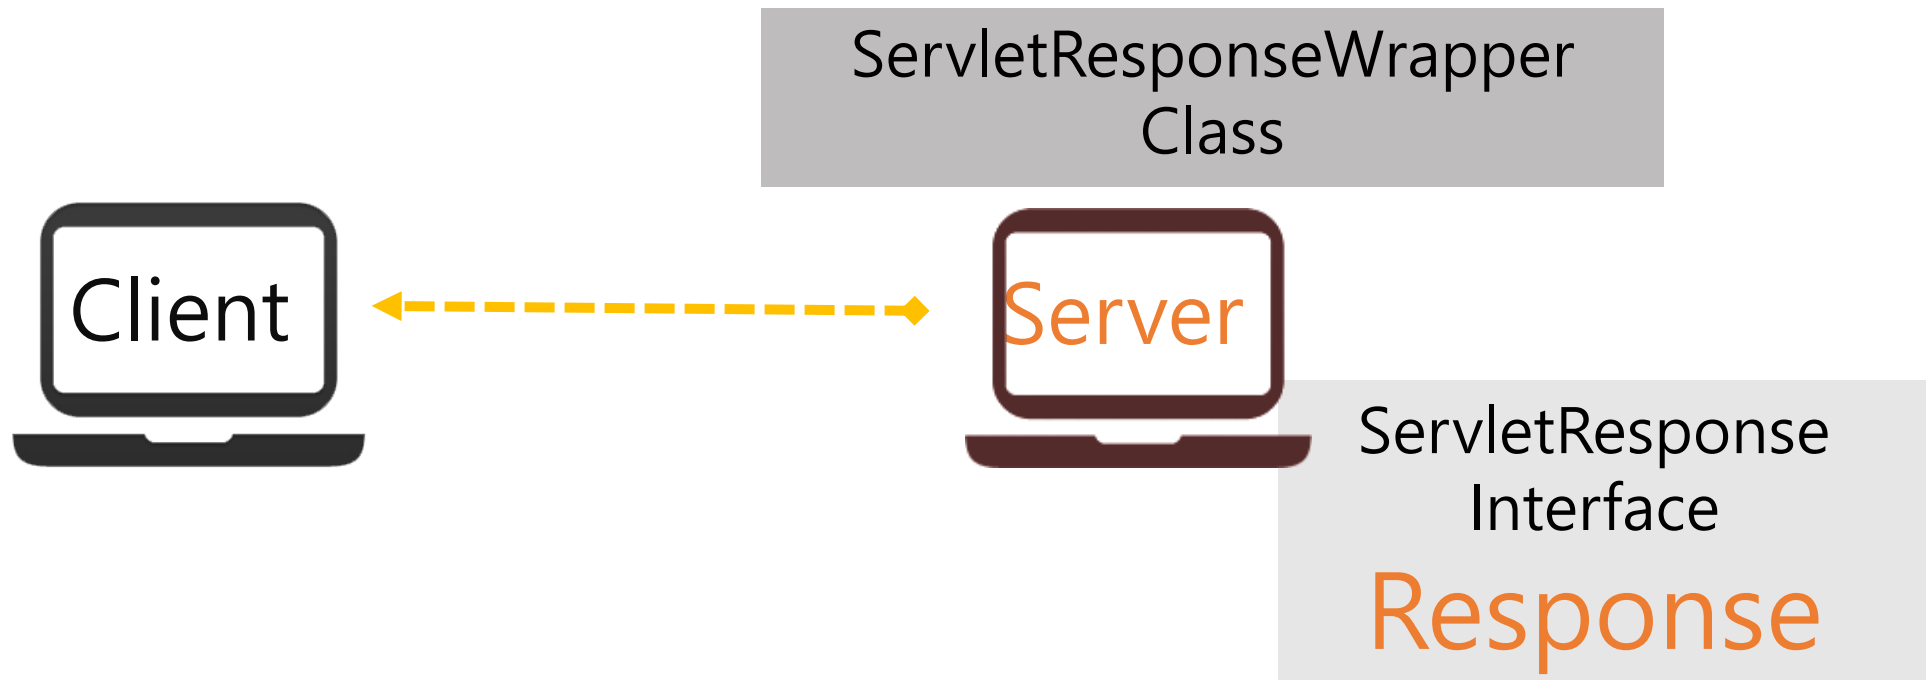 ServletResponseWrapper
Class
Client
Server
ServletResponse
Interface
Response